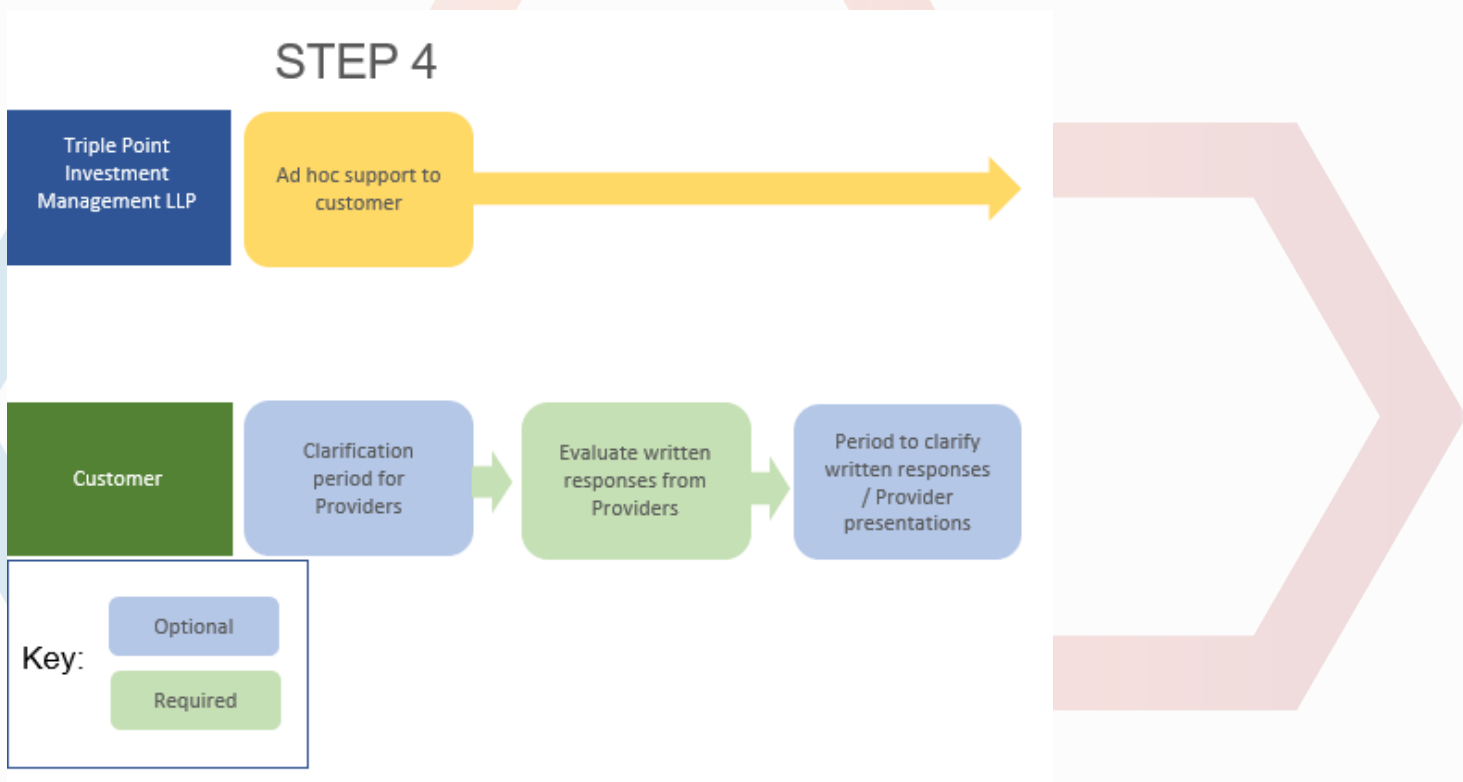 STEP 4
Triple Point
Investment
Management LLP
Ad hoc support to
customer
Customer
Clarification
period for
Providers
Evaluate written
responses from
Providers
Period to clarify
written responses
/ Provider
presentations
Key:
Optional
Required